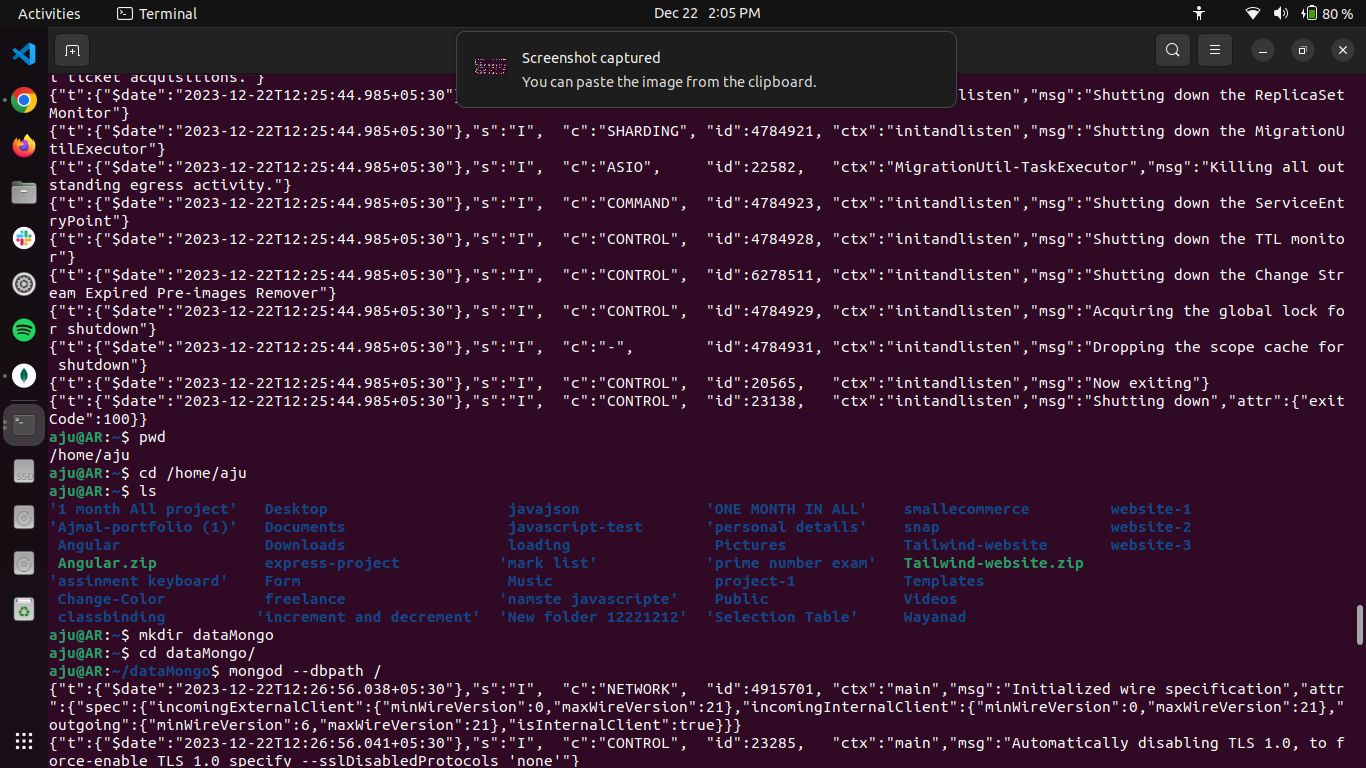 Activities Terminal Dec 22 2:05 PM 80 %
Screenshot captured
You can paste the image from the clipboard.
t ticket acquisitions."}
{"t":{"$date":"2023-12-22T12:25:44.985+05:30"} listen","msg":"Shutting down the ReplicaSet
Monitor"}
{"t":{"$date":"2023-12-22T12:25:44.985+05:30"},"s":"I", "c":"SHARDING", "id":4784921, "ctx":"initandlisten","msg":"Shutting down the MigrationU
tilExecutor"}
{"t":{"$date":"2023-12-22T12:25:44.985+05:30"},"s":"I", "c":"ASIO", "id":22582, "ctx":"MigrationUtil-TaskExecutor","msg":"Killing all out
standing egress activity."}
{"t":{"$date":"2023-12-22T12:25:44.985+05:30"},"s":"I", "c":"COMMAND", "id":4784923, "ctx":"initandlisten","msg":"Shutting down the ServiceEnt
ryPoint"}
{"t":{"$date":"2023-12-22T12:25:44.985+05:30"},"s":"I", "c":"CONTROL", "id":4784928, "ctx":"initandlisten","msg":"Shutting down the TTL monito
r"}
{"t":{"$date":"2023-12-22T12:25:44.985+05:30"},"s":"I", "c":"CONTROL", "id":6278511, "ctx":"initandlisten","msg":"Shutting down the Change Str
eam Expired Pre-images Remover"}
{"t":{"$date":"2023-12-22T12:25:44.985+05:30"},"s":"I", "c":"CONTROL", "id":4784929, "ctx":"initandlisten","msg":"Acquiring the global lock fo
r shutdown"}
{"t":{"$date":"2023-12-22T12:25:44.985+05:30"},"s":"I", "c":"-", "id":4784931, "ctx":"initandlisten","msg":"Dropping the scope cache for
 shutdown"}
{"t":{"$date":"2023-12-22T12:25:44.985+05:30"},"s":"I", "c":"CONTROL", "id":20565, "ctx":"initandlisten","msg":"Now exiting"}
{"t":{"$date":"2023-12-22T12:25:44.985+05:30"},"s":"I", "c":"CONTROL", "id":23138, "ctx":"initandlisten","msg":"Shutting down","attr":{"exit
Code":100}}
aju@AR:~$ pwd
/home/aju
aju@AR:~$ cd /home/aju
aju@AR:~$ ls
'1 month All project' Desktop javajson 'ONE MONTH IN ALL' smallecommerce website-1
'Ajmal-portfolio (1)' Documents javascript-test 'personal details' snap website-2
Angular Downloads loading Pictures Tailwind-website website-3
Angular.zip express-project 'mark list' 'prime number exam' Tailwind-website.zip
'assinment keyboard' Form Music project-1 Templates
Change-Color freelance 'namste javascripte' Public Videos
classbinding 'increment and decrement' 'New folder 12221212' 'Selection Table' Wayanad
aju@AR:~$ mkdir dataMongo
aju@AR:~$ cd dataMongo/
aju@AR:~/dataMongo$ mongod --dbpath /
{"t":{"$date":"2023-12-22T12:26:56.038+05:30"},"s":"I", "c":"NETWORK", "id":4915701, "ctx":"main","msg":"Initialized wire specification","attr
":{"spec":{"incomingExternalClient":{"minWireVersion":0,"maxWireVersion":21},"incomingInternalClient":{"minWireVersion":0,"maxWireVersion":21},"
outgoing":{"minWireVersion":6,"maxWireVersion":21},"isInternalClient":true}}}
{"t":{"$date":"2023-12-22T12:26:56.041+05:30"},"s":"I", "c":"CONTROL", "id":23285, "ctx":"main","msg":"Automatically disabling TLS 1.0, to f
orce-enable TLS 1.0 specify --sslDisabledProtocols 'none'"}
SSD